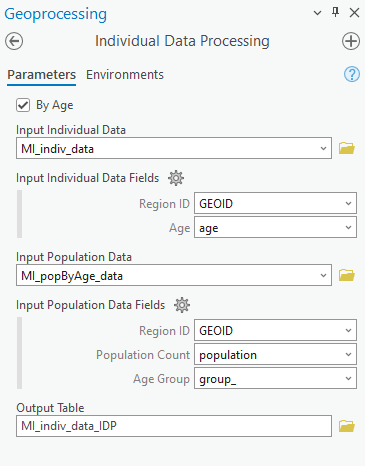 Geoprocessing
Individual Data Processing
Parameters Environments
By Age
Input Individual Data
MI_indiv_data
Input Individual Data Fields
Region ID GEOID
Age age
Input Population Data
MI_popByAge_data
Input Population Data Fields
Region ID GEOID
Population Count population
Age Group group_
Output Table
MI_indiv_data_IDP